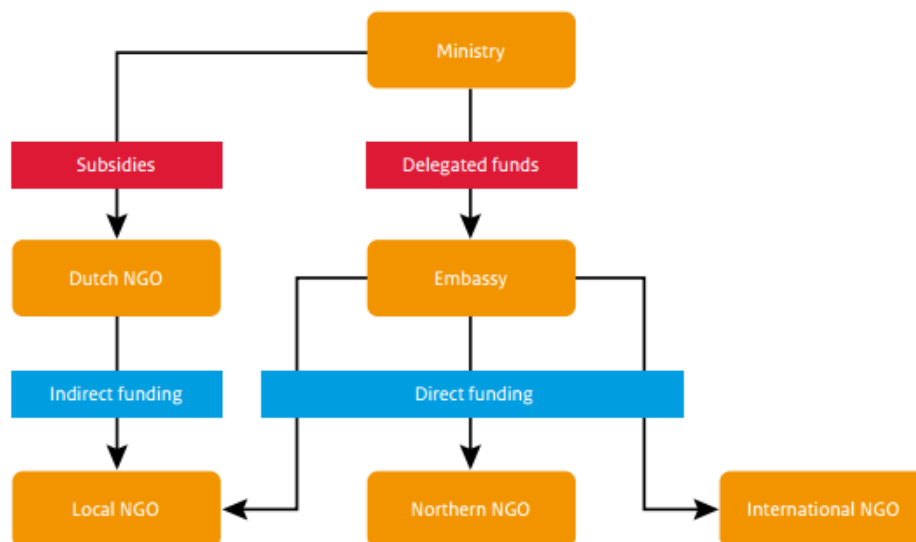 Ministry
Subsidies
Delegated funds
Dutch NGO
Embassy
Indirect funding
Direct funding
Local NGO
Northern NGO
International NGO